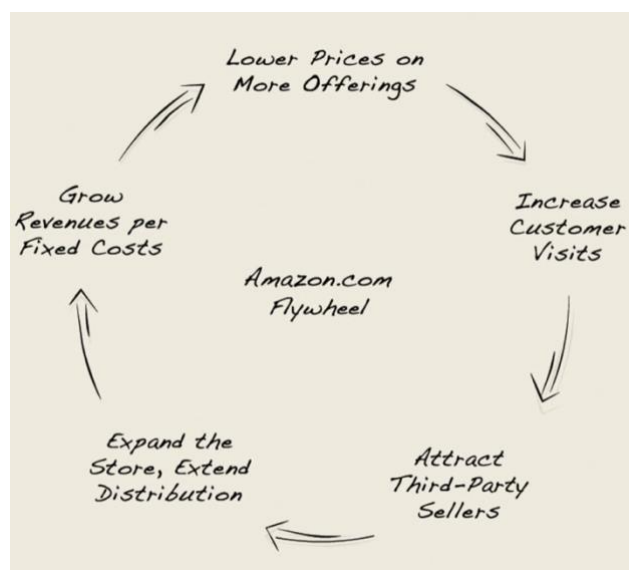 Lower Prices on
More Offerings
Increase
Customer
Visits
Attract
Third-Party
Sellers
Expand the
Store, Extend
Distribution
Grow
Revenues per
Fixed Costs
Amazon.com
Flywheel